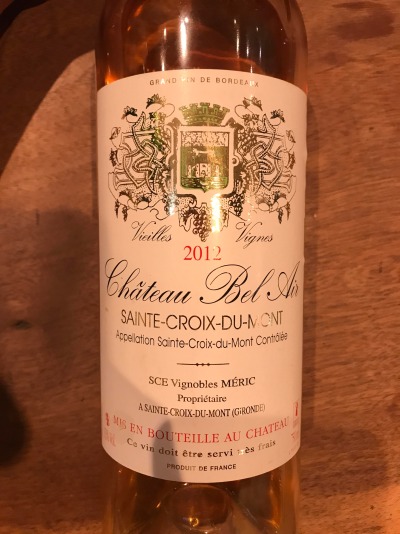 GRAND VIN DE BORDEAUX
Vieilles Vignes
2012
Château Bel Air
SAINTE-CROIX-DU-MONT
Appellation Sainte-Croix-du-Mont Contrôlée
SCE Vignobles MÉRIC
Propriétaire
A SAINTE-CROIX-DU-MONT (GIRONDE)
MIS EN BOUTEILLE AU CHATEAU
Ce vin doit être servi très frais
PRODUIT DE FRANCE